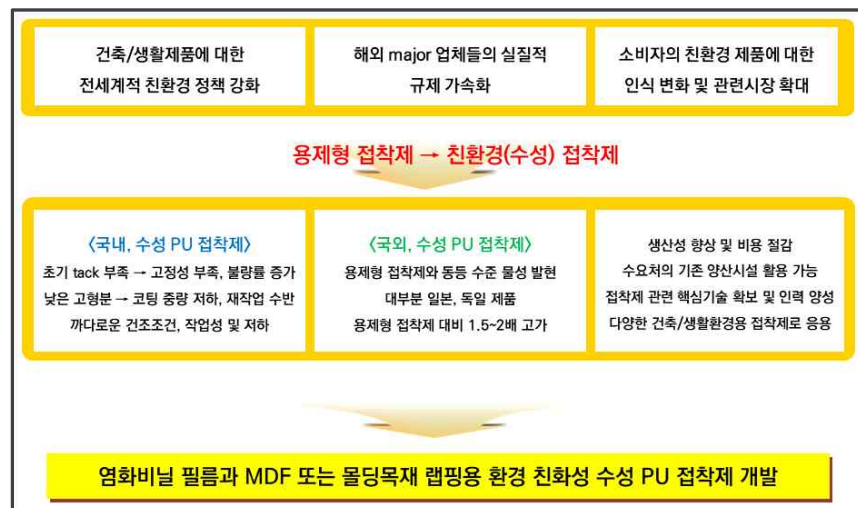 건축/생활제품에 대한
전세계적 친환경 정책 강화
해외 major 업체들의 실질적
규제 가속화
소비자의 친환경 제품에 대한
인식 변화 및 관련시장 확대
용제형 접착제 → 친환경(수성) 접착제
〈국내, 수성 PU 접착제〉
초기 tack 부족 → 고정성 부족, 불량률 증가
낮은 고형분 → 코팅 중량 저하, 재작업 수반
까다로운 건조조건, 작업성 및 저하
〈국외, 수성 PU 접착제〉
용제형 접착제와 동등 수준 물성 발현
대부분 일본, 독일 제품
용제형 접착제 대비 1.5~2배 고가
생산성 향상 및 비용 절감
수요처의 기존 양산시설 활용 가능
접착제 관련 핵심기술 확보 및 인력 양성
다양한 건축/생활환경용 접착제로 응용
염화비닐 필름과 MDF 또는 몰딩목재 랩핑용 환경 친화성 수성 PU 접착제 개발